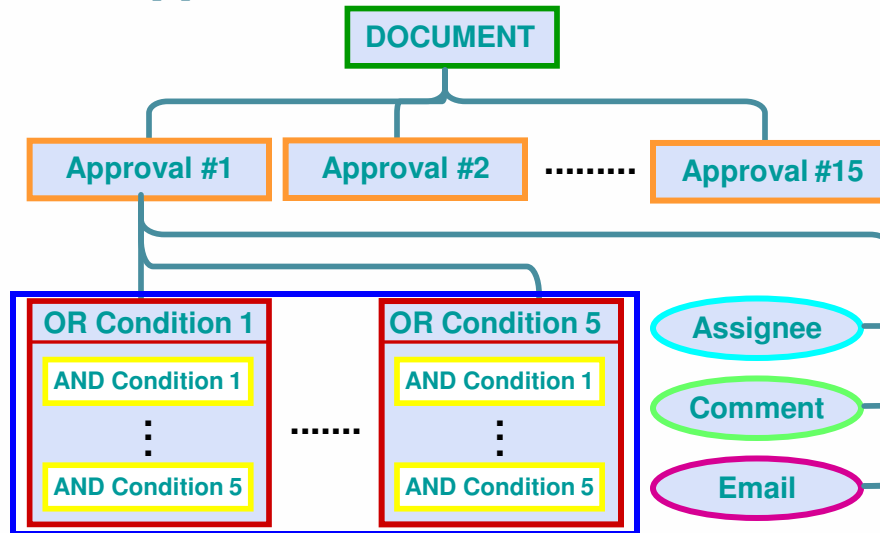 DOCUMENT
Approval #1
Approval #2
.........
Approval #15
OR Condition 1
AND Condition 1
AND Condition 5
.......
OR Condition 5
AND Condition 1
AND Condition 5
Assignee
Comment
Email